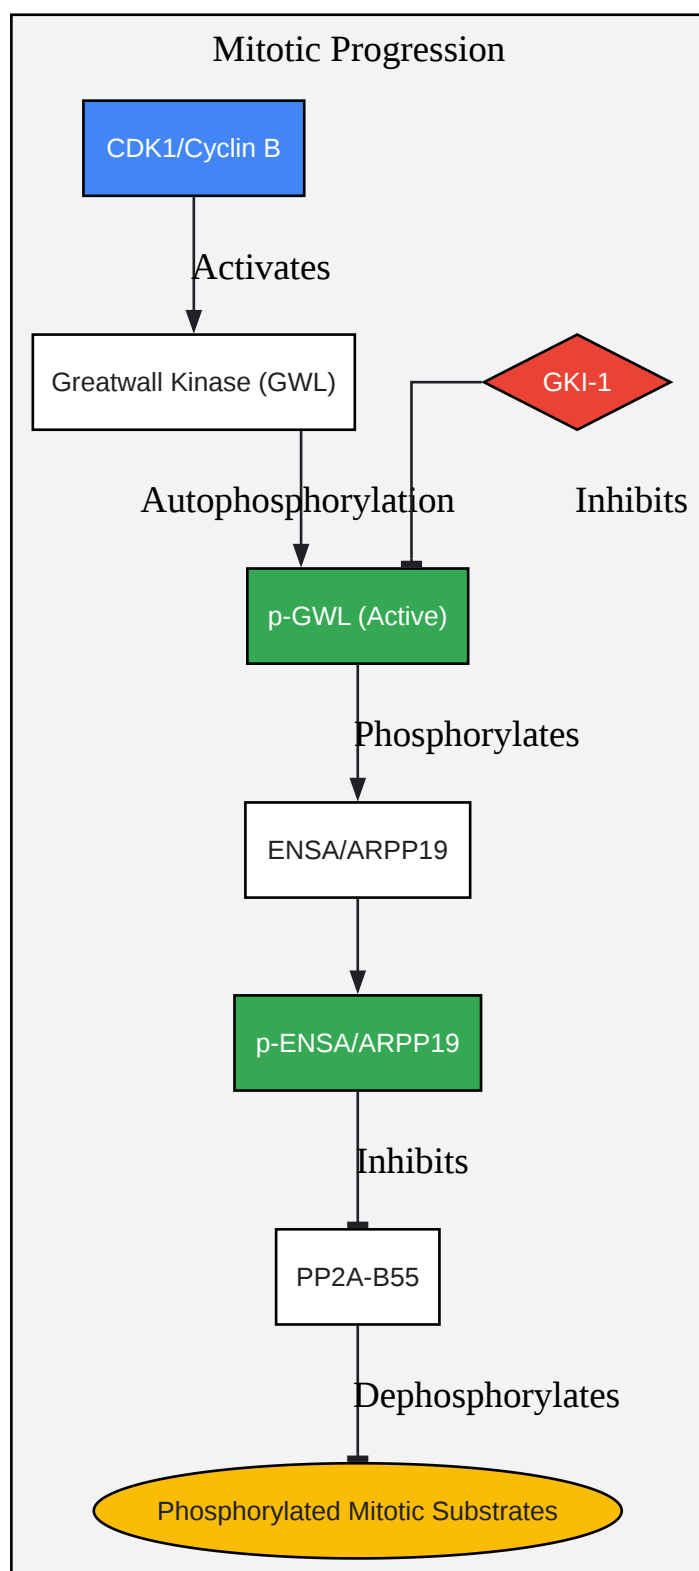 Mitotic Progression
CDK1/Cyclin B
Activates
Greatwall Kinase (GWL)
GKI-1
Autophosphorylation
Inhibits
p-GWL (Active)
Phosphorylates
ENSA/ARPP19
p-ENSA/ARPP19
Inhibits
PP2A-B55
Dephosphorylates
Phosphorylated Mitotic Substrates